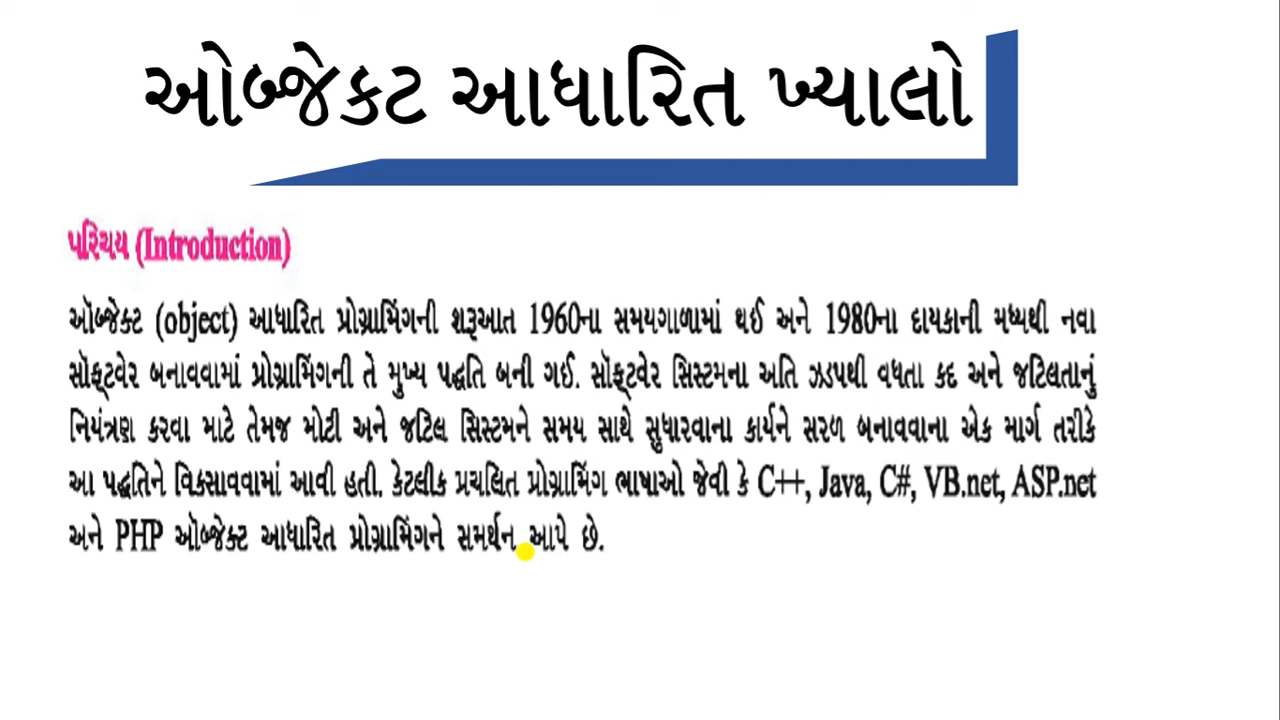 ઓબ્જેકટ આધારિત ખ્યાલો
પરિચય (Introduction)
ઑબ્જેક્ટ (object) આધારિત પ્રોગ્રામિંગની શરૂઆત 1960ના સમયગાળામાં થઈ અને 1980ના દાયકાની મધ્યથી નવા
સૉફ્ટવેર બનાવવામાં પ્રોગ્રામિંગની તે મુખ્ય પદ્ધતિ બની ગઈ. સૉફ્ટવેર સિસ્ટમના અતિ ઝડપથી વધતા કદ અને જટિલતાનું
નિયંત્રણ કરવા માટે તેમજ મોટી અને જટિલ સિસ્ટમને સમય સાથે સુધારવાના કાર્યને સરળ બનાવવાના એક માર્ગ તરીકે
આ પદ્ધતિને વિકસાવવામાં આવી હતી. કેટલીક પ્રચલિત પ્રોગ્રામિંગ ભાષાઓ જેવી કે C++, Java, C#, VB.net, ASP.net
અને PHP ઑબ્જેક્ટ આધારિત પ્રોગ્રામિંગને સમર્થન આપે છે.